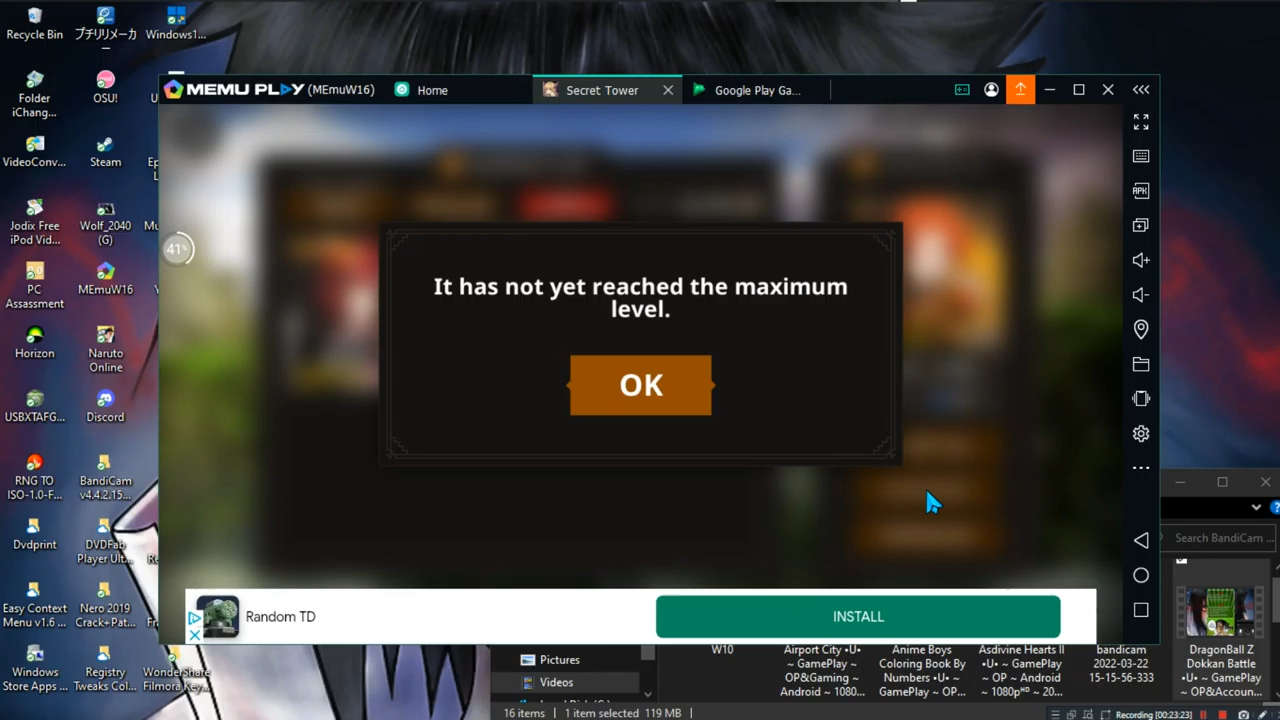 Recycle Bin
プチリリメーカ
ー
Windows1...
Folder
iChang...
OSU!
VideoConv...
Steam
Jodix Free
iPod Vid...
Wolf_2040
(G)
PC
Assassment
MEmuW16
Horizon
Naruto
Online
USBXTAFG...
Discord
RNG TO
ISO-1.0-F...
BandiCam
v4.4.2.15...
Dvdprint
DVDFab
Player Ult...
Easy Context
Menu v1.6 ...
Nero 2019
Crack+Pat...
Windows
Store Apps ...
Registry
Tweaks Col...
WonderShare
Filmora Key...
MEMU PLAY (MEmuW16)
Home
Secret Tower
Google Play Ga...
APK
41%
It has not yet reached the maximum
level.
OK
Random TD
INSTALL
Search BandiCam ...
Pictures
Videos
W10
Airport City •U•
~ GamePlay ~
OP&Gaming ~
Android ~ 1080...
Anime Boys
Coloring Book By
Numbers •U•
~ GamePlay ~ OP...
Asdivine Hearts II
•U• ~ GamePlay
~ OP ~ Android
~ 1080pᴴᴰ ~ 20...
bandicam
2022-03-22
15-15-56-333
DragonBall Z
Dokkan Battle
•U• ~ GamePlay
~ OP&Accoun...
16 items
1 item selected 119 MB
Recording [00:23:23]